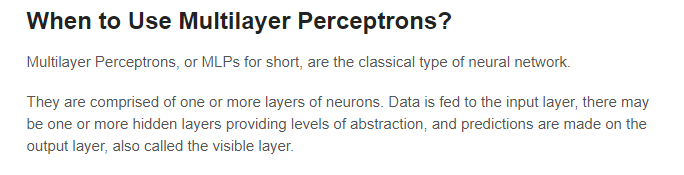 When to Use Multilayer Perceptrons?
Multilayer Perceptrons, or MLPs for short, are the classical type of neural network.
They are comprised of one or more layers of neurons. Data is fed to the input layer, there may
be one or more hidden layers providing levels of abstraction, and predictions are made on the
output layer, also called the visible layer.